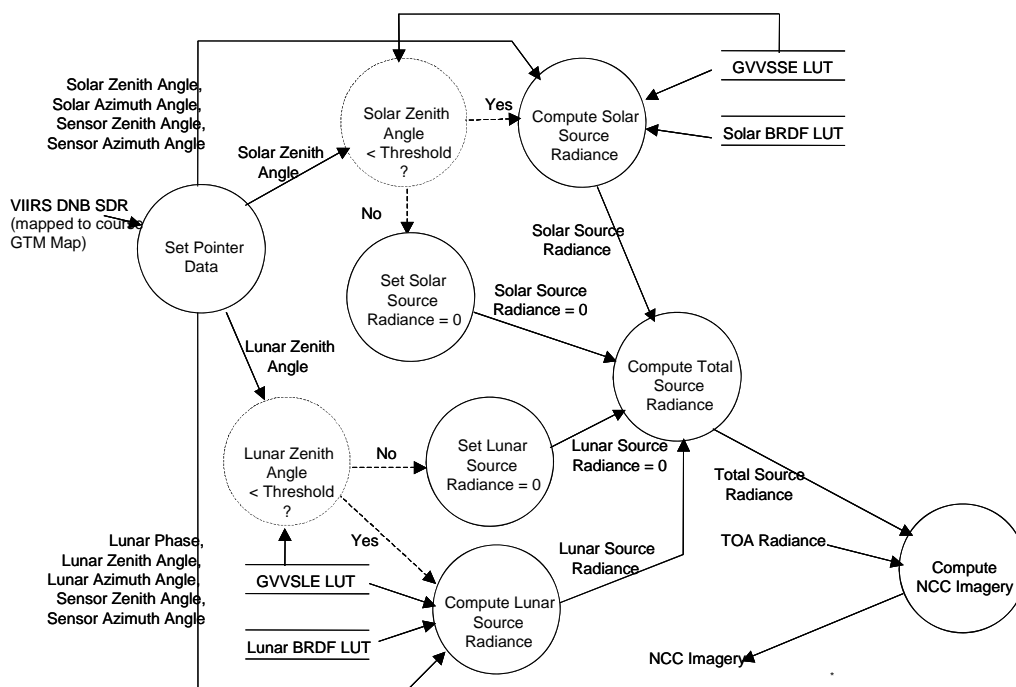 Solar Zenith Angle,
Solar Azimuth Angle,
Sensor Zenith Angle,
Sensor Azimuth Angle
Solar Zenith
Angle
VIIRS DNB SDR
(mapped to course
GTM Map)
Set Pointer
Data
Solar Zenith
Angle
< Threshold
?
Yes
No
Compute Solar
Source
Radiance
GVVSSE LUT
Solar BRDF LUT
Solar Source
Radiance
Set Solar
Source
Radiance = 0
Solar Source
Radiance = 0
Lunar Zenith
Angle
Compute Total
Source
Radiance
Lunar Zenith
Angle
< Threshold
?
No
Yes
Set Lunar
Source
Radiance = 0
Lunar Source
Radiance = 0
Total Source
Radiance
TOA Radiance
Compute
NCC Imagery
NCC Imagery
Lunar Phase,
Lunar Zenith Angle,
Lunar Azimuth Angle,
Sensor Zenith Angle,
Sensor Azimuth Angle
GVVSLE LUT
Lunar BRDF LUT
Compute Lunar
Source
Radiance
Lunar Source
Radiance